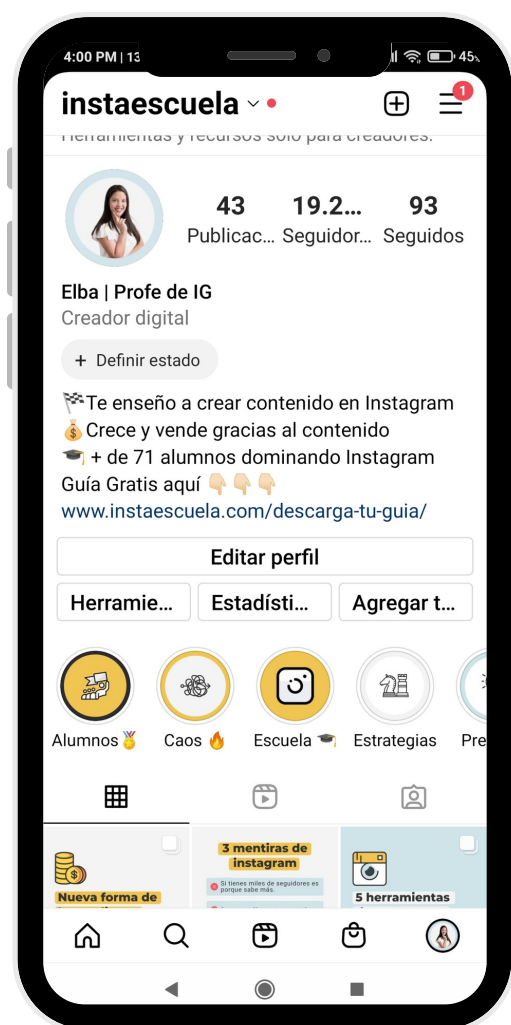 4:00 PM | 13
45%
instaescuela
1
Herramientas y recursos solo para creadores.
43
19.2...
93
Publicac...
Seguidor...
Seguidos
Elba | Profe de IG
Creador digital
+ Definir estado
🏁Te enseño a crear contenido en Instagram
💰Crece y vende gracias al contenido
🎓 + de 71 alumnos dominando Instagram
Guía Gratis aquí 👇🏻👇🏻👇🏻
www.instaescuela.com/descarga-tu-guia/
Editar perfil
Herramie...
Estadísti...
Agregar t...
Alumnos🏅
Caos 🔥
Escuela 🎓
Estrategias
Pre
Nueva forma de
3 mentiras de
instagram
Si tienes miles de seguidores es
porque sabe más.
5 herramientas